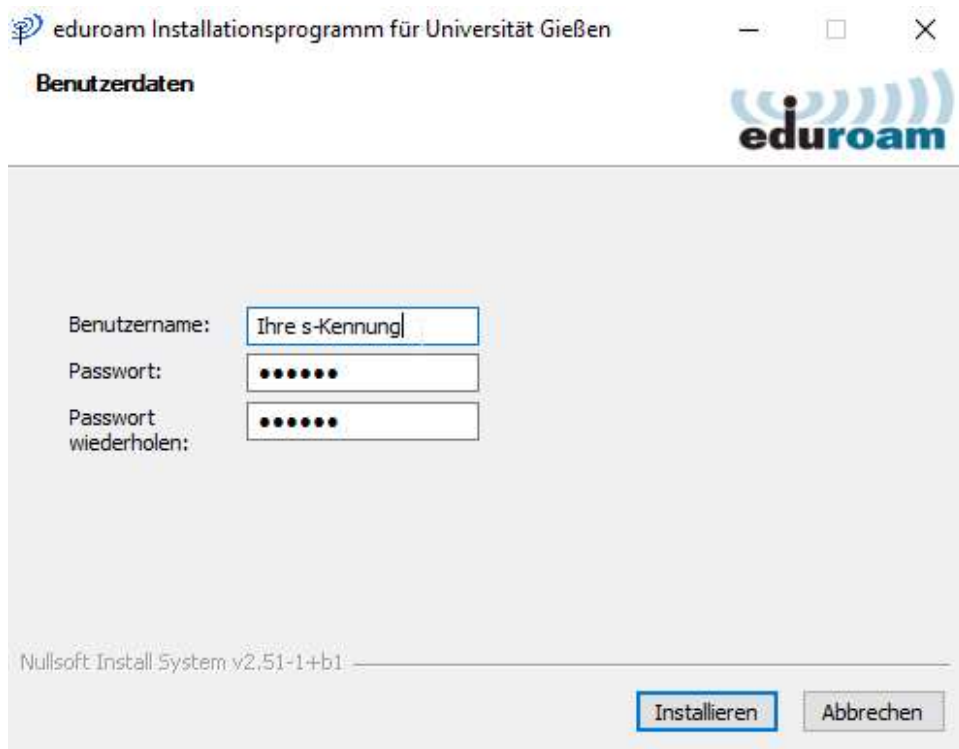 eduroam Installationsprogramm für Universität Gießen
Benutzerdaten
eduroam
Benutzername:
Ihre s-Kennung
Passwort:
●●●●●●
Passwort
wiederholen:
●●●●●●
Nullsoft Install System v2.51-1+b1
Installieren
Abbrechen